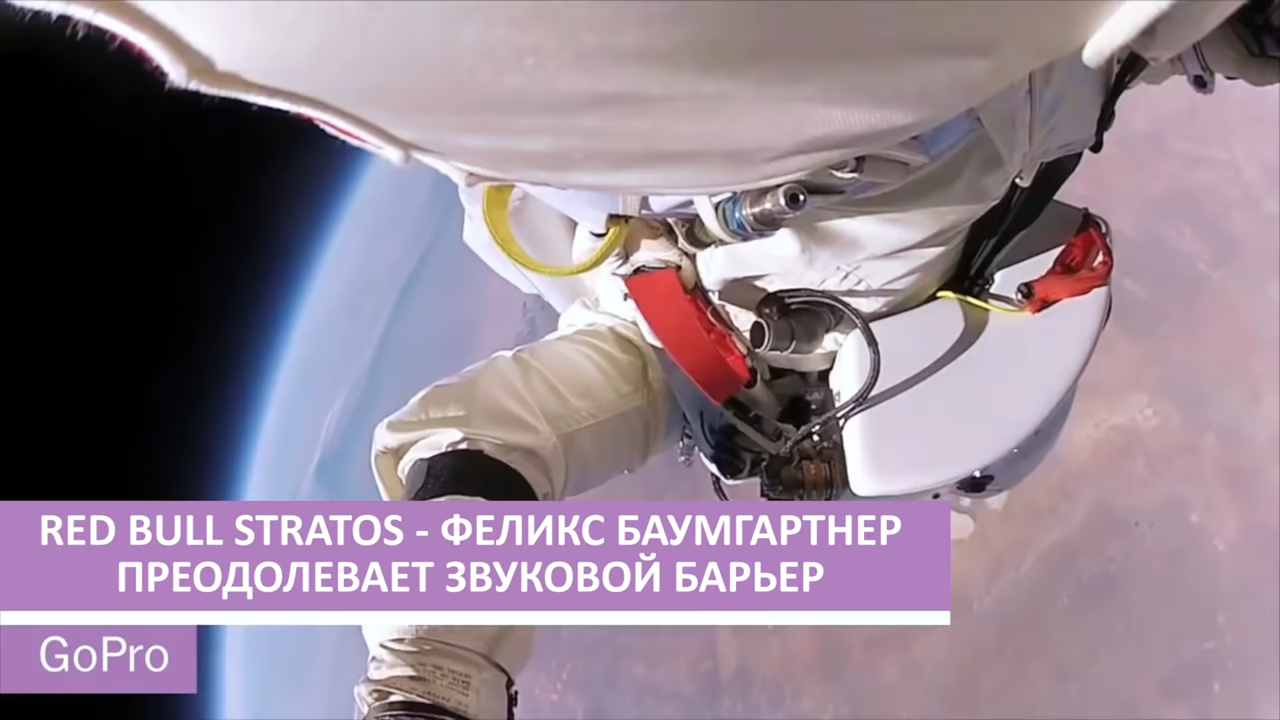 RED BULL STRATOS - ФЕЛИКС БАУМГАРТНЕР
ПРЕОДОЛЕВАЕТ ЗВУКОВОЙ БАРЬЕР
GoPro